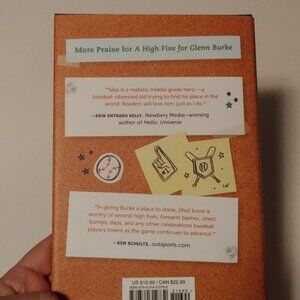 More Praise for A High Five for Glenn Burke
"Silas is a realistic middle grade hero—a
baseball-obsessed kid trying to find his place in the
world. Readers will love him; just as I do."
—ERIN ENTRADA KELLY, Newbery Medal–winning
author of Hello, Universe
"In giving Burke a place to shine, [this] book is
worthy of several high fives, forearm bashes, chest
bumps, daps, and any other celebrations baseball
players invent as the game continues to advance."
—KEN SCHULTZ, outsports.com
US $16.99 / CAN $22.99